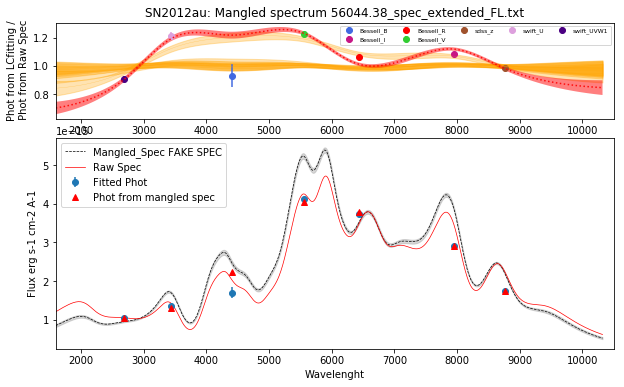 SN2012au: Mangled spectrum 56044.38_spec_extended_FL.txt
Phot from LCfitting /
Phot from Raw Spec
1.2
1.0
0.8
Bessell_B
Bessell_I
Bessell_R
Bessell_V
sdss_z
swift_U
swift_UVW1
2000 3000 4000 5000 6000 7000 8000 9000 10000
Flux erg s-1 cm-2 A-1
5
4
3
2
1
Mangled_Spec FAKE SPEC
Raw Spec
Fitted Phot
Phot from mangled spec
2000 3000 4000 5000 6000 7000 8000 9000 10000
Wavelenght